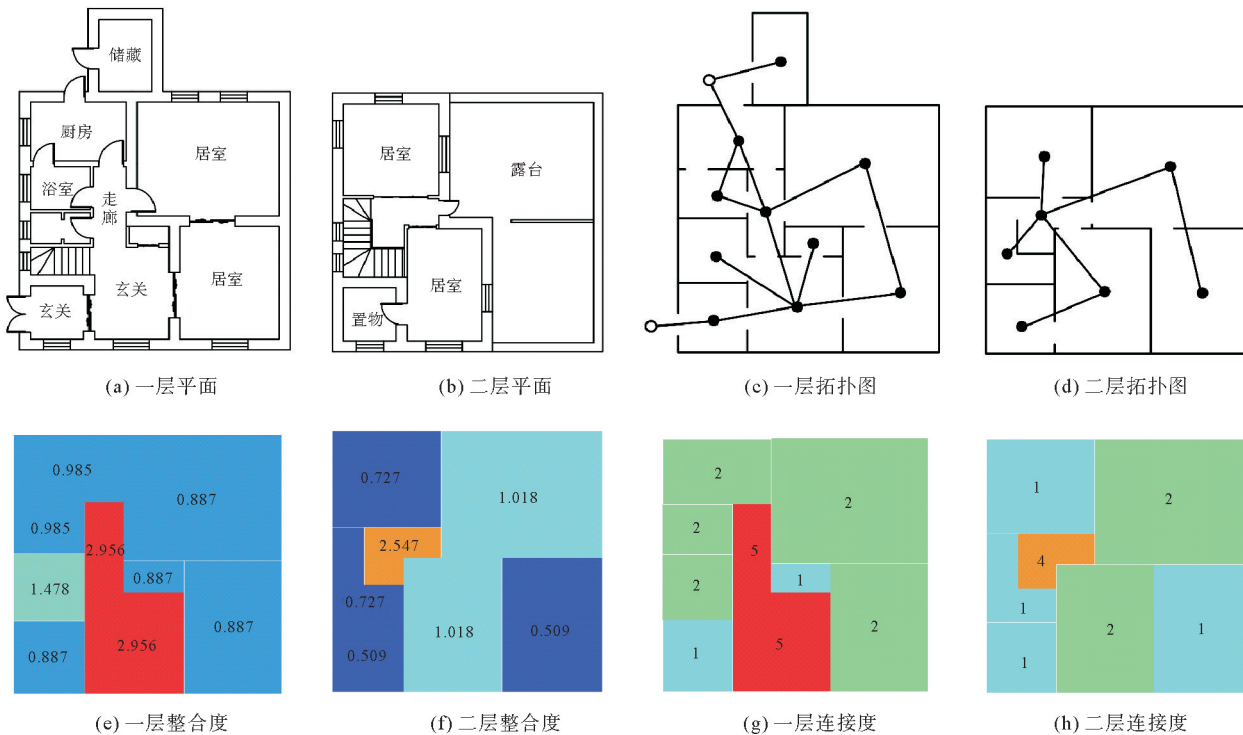 储藏
厨房
居室
浴室
走
廊
居室
玄关
玄关
居室
露台
居室
置物
(a) 一层平面
(b) 二层平面
(c) 一层拓扑图
(d) 二层拓扑图
0.985
0.887
0.985
2.956
1.478
0.887
0.887
0.887
2.956
0.727
1.018
2.547
0.727
1.018
0.509
0.509
2
2
2
5
2
1
2
1
5
1
2
4
1
2
1
1
(e) 一层整合度
(f) 二层整合度
(g) 一层连接度
(h) 二层连接度